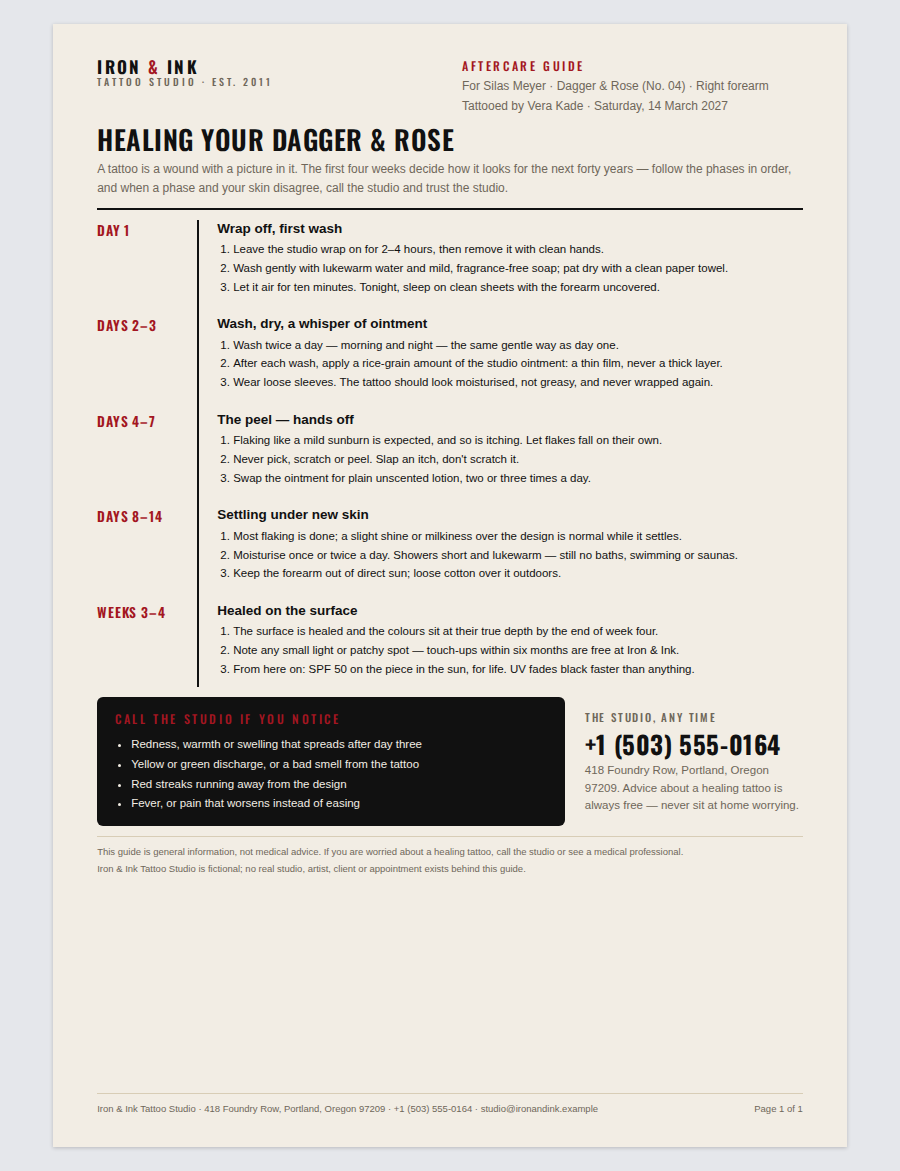 IRON & INK
TATTOO STUDIO · EST. 2011
AFTERCARE GUIDE
For Silas Meyer · Dagger & Rose (No. 04) · Right forearm
Tattooed by Vera Kade · Saturday, 14 March 2027
HEALING YOUR DAGGER & ROSE
A tattoo is a wound with a picture in it. The first four weeks decide how it looks for the next forty years — follow the phases in order,
and when a phase and your skin disagree, call the studio and trust the studio.
DAY 1
Wrap off, first wash
1. Leave the studio wrap on for 2–4 hours, then remove it with clean hands.
2. Wash gently with lukewarm water and mild, fragrance-free soap; pat dry with a clean paper towel.
3. Let it air for ten minutes. Tonight, sleep on clean sheets with the forearm uncovered.
DAYS 2–3
Wash, dry, a whisper of ointment
1. Wash twice a day — morning and night — the same gentle way as day one.
2. After each wash, apply a rice-grain amount of the studio ointment: a thin film, never a thick layer.
3. Wear loose sleeves. The tattoo should look moisturised, not greasy, and never wrapped again.
DAYS 4–7
The peel — hands off
1. Flaking like a mild sunburn is expected, and so is itching. Let flakes fall on their own.
2. Never pick, scratch or peel. Slap an itch, don't scratch it.
3. Swap the ointment for plain unscented lotion, two or three times a day.
DAYS 8–14
Settling under new skin
1. Most flaking is done; a slight shine or milkiness over the design is normal while it settles.
2. Moisturise once or twice a day. Showers short and lukewarm — still no baths, swimming or saunas.
3. Keep the forearm out of direct sun; loose cotton over it outdoors.
WEEKS 3–4
Healed on the surface
1. The surface is healed and the colours sit at their true depth by the end of week four.
2. Note any small light or patchy spot — touch-ups within six months are free at Iron & Ink.
3. From here on: SPF 50 on the piece in the sun, for life. UV fades black faster than anything.
CALL THE STUDIO IF YOU NOTICE
• Redness, warmth or swelling that spreads after day three
• Yellow or green discharge, or a bad smell from the tattoo
• Red streaks running away from the design
• Fever, or pain that worsens instead of easing
THE STUDIO, ANY TIME
+1 (503) 555-0164
418 Foundry Row, Portland, Oregon
97209. Advice about a healing tattoo is
always free — never sit at home worrying.
This guide is general information, not medical advice. If you are worried about a healing tattoo, call the studio or see a medical professional.
Iron & Ink Tattoo Studio is fictional; no real studio, artist, client or appointment exists behind this guide.
Iron & Ink Tattoo Studio · 418 Foundry Row, Portland, Oregon 97209 · +1 (503) 555-0164 · studio@ironandink.example
Page 1 of 1